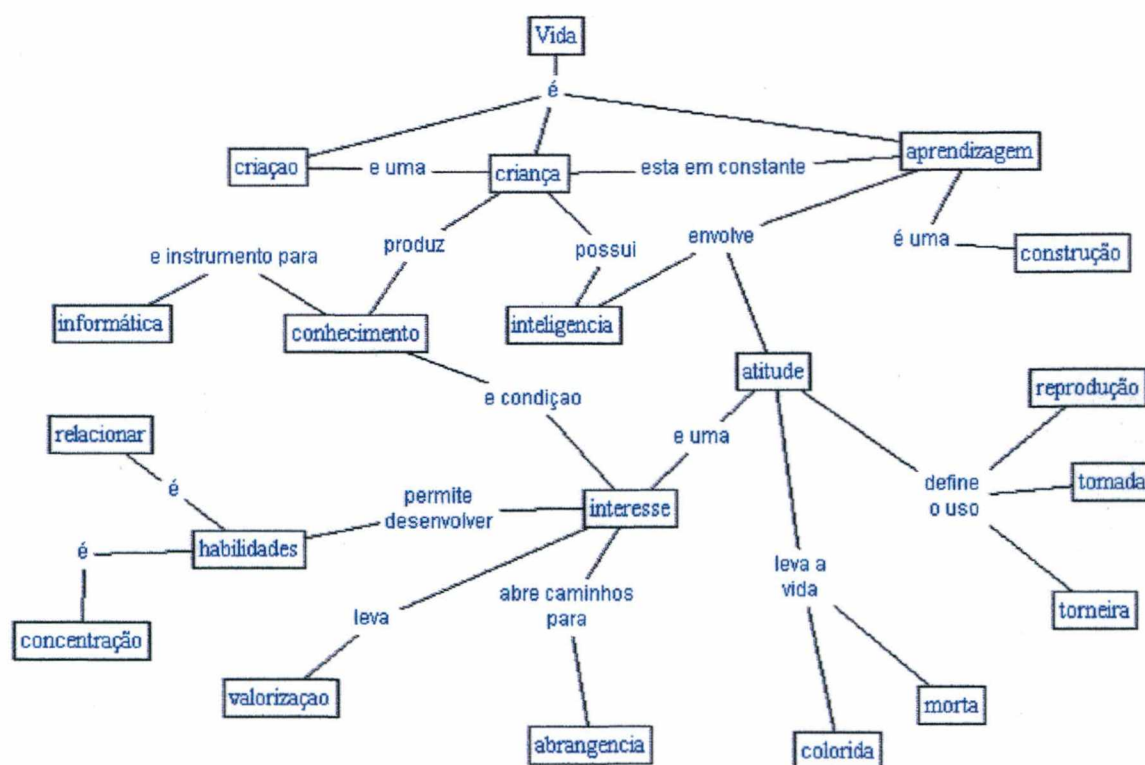 Vida
é
criaçao
e uma
criança
esta em constante
aprendizagem
produz
possui
envolve
é uma
construção
e instrumento para
informática
conhecimento
inteligencia
atitude
reprodução
e condiçao
e uma
relacionar
define
o uso
tomada
é
permite
desenvolver
interesse
é
habilidades
leva a
vida
abre caminhos
para
leva
torneira
concentração
valorizaçao
morta
abrangencia
colorida